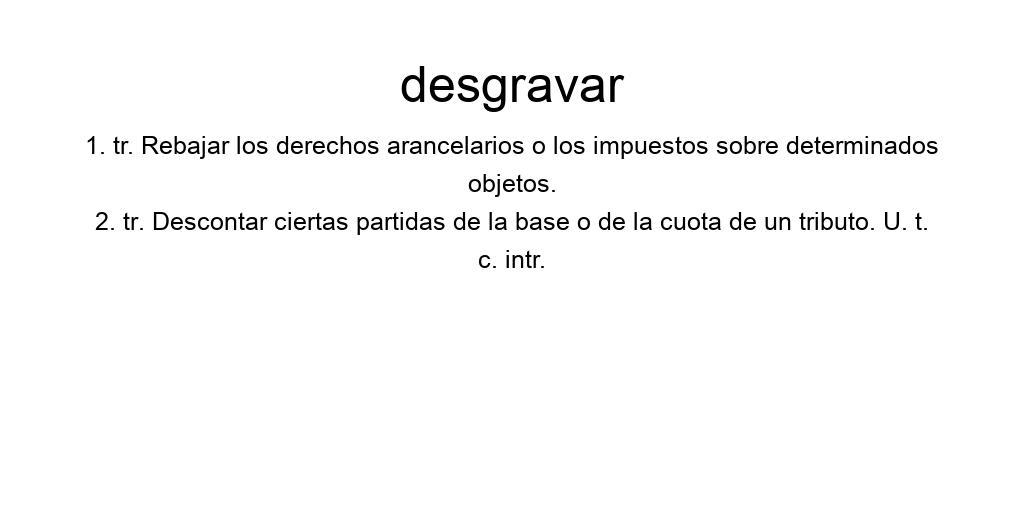 desgravar
1. tr. Rebajar los derechos arancelarios o los impuestos sobre determinados
objetos.
2. tr. Descontar ciertas partidas de la base o de la cuota de un tributo. U. t.
c. intr.